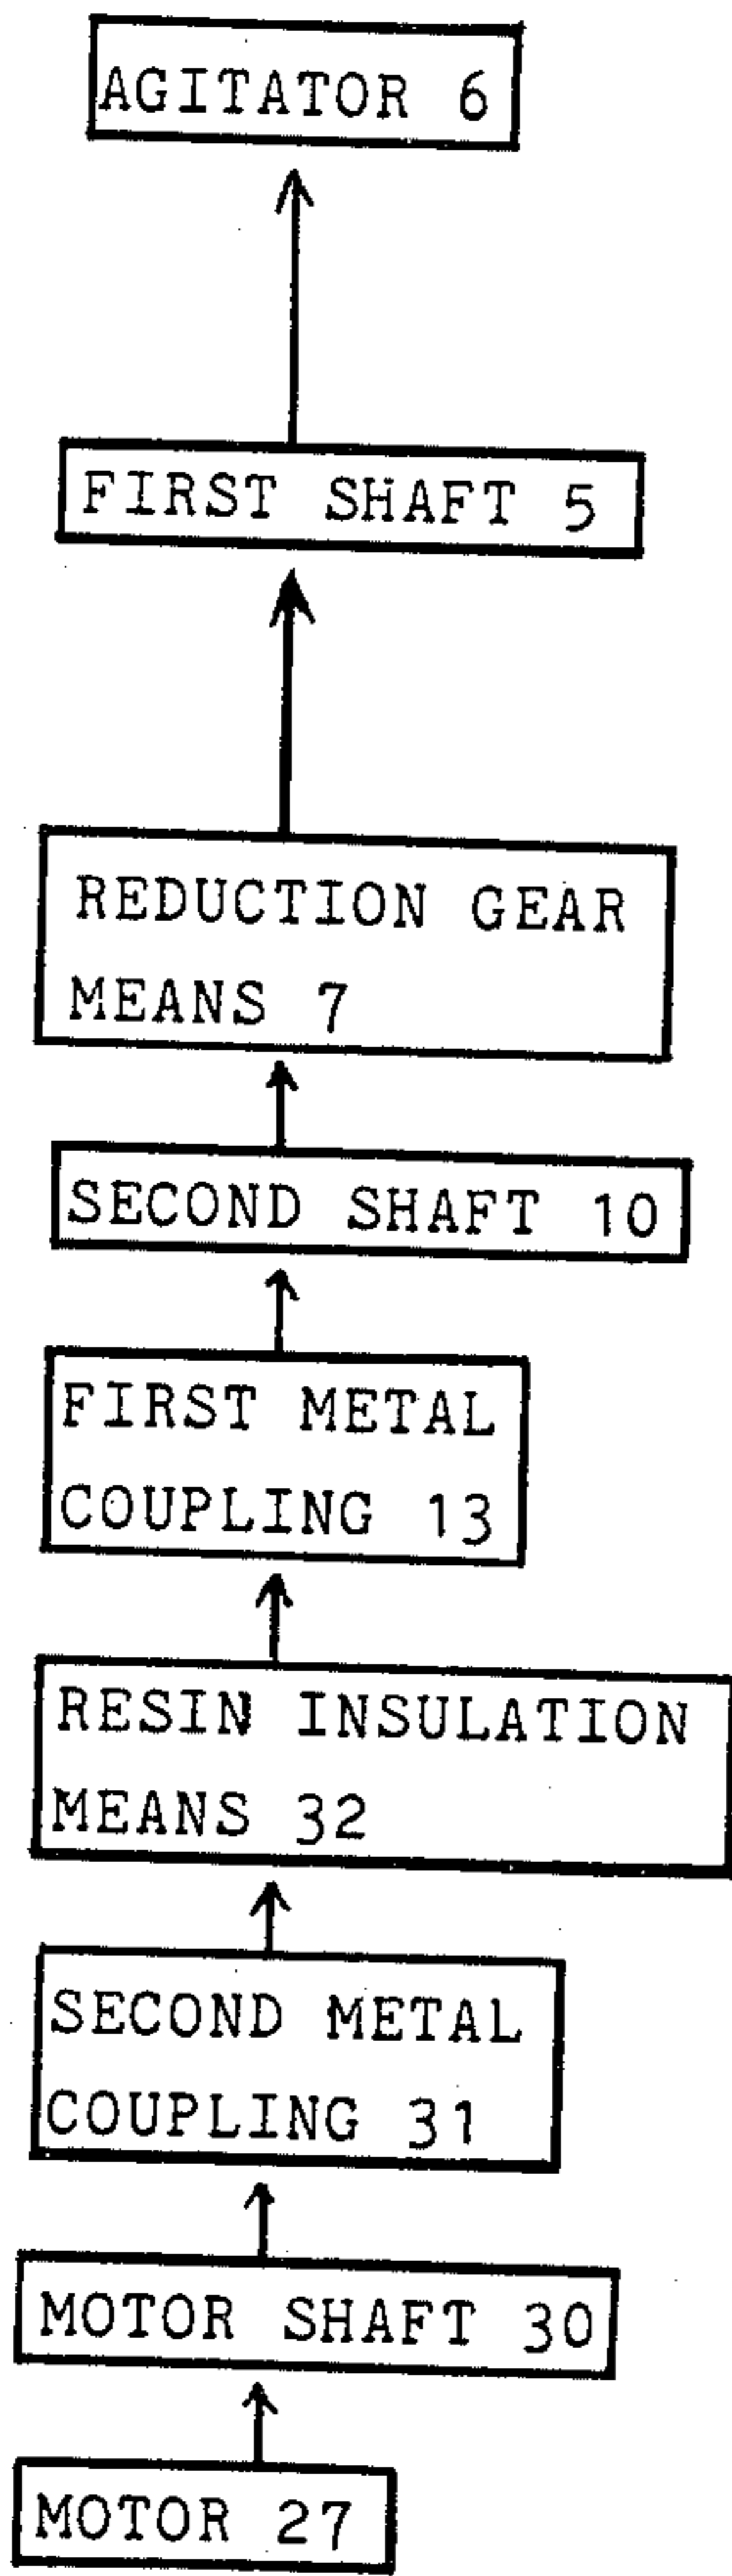 AGITATOR 6
FIRST SHAFT 5
REDUCTION GEAR
MEANS 7
SECOND SHAFT 10
FIRST METAL
COUPLING 13
RESIN INSULATION
MEANS 32
SECOND METAL
COUPLING 31
MOTOR SHAFT 30
MOTOR 27